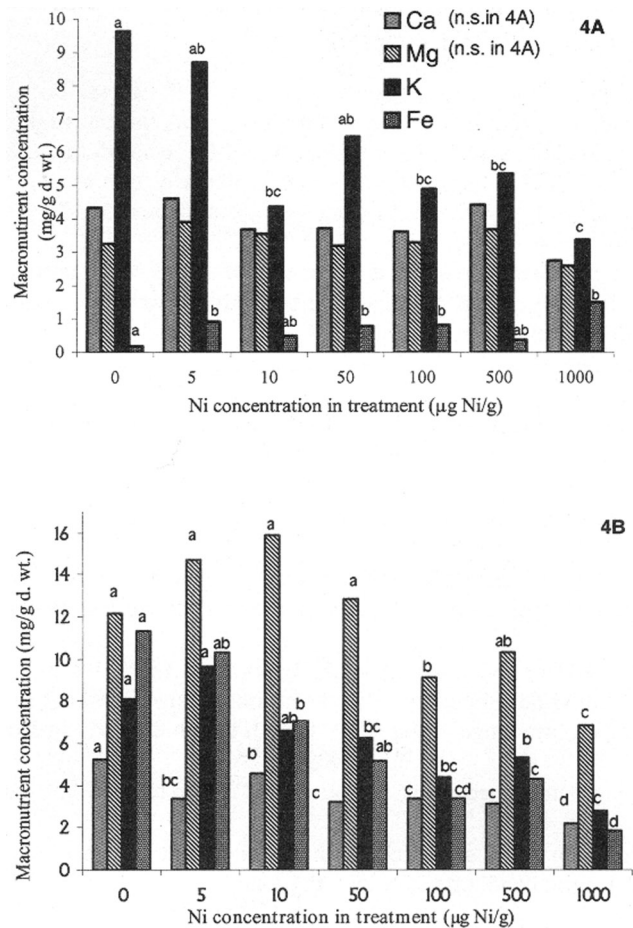 4A
Ca (n.s.in 4A)
Mg (n.s. in 4A)
K
Fe
Macronutirent concentration
(mg/g d. wt.)
10
9
8
7
6
5
4
3
2
1
0
a
a
ab
b
bc
ab
ab
b
bc
b
bc
ab
c
b
0 5 10 50 100 500 1000
Ni concentration in treatment (µg Ni/g)
4B
Macronutrient concentration (mg/g d. wt.)
16
14
12
10
8
6
4
2
0
a
a
a
a
bc
a
a
ab
b
a
ab
b
c
a
bc
ab
c
b
bc
cd
c
ab
b
c
d
c
c
d
0 5 10 50 100 500 1000
Ni concentration in treatment (µg Ni/g)